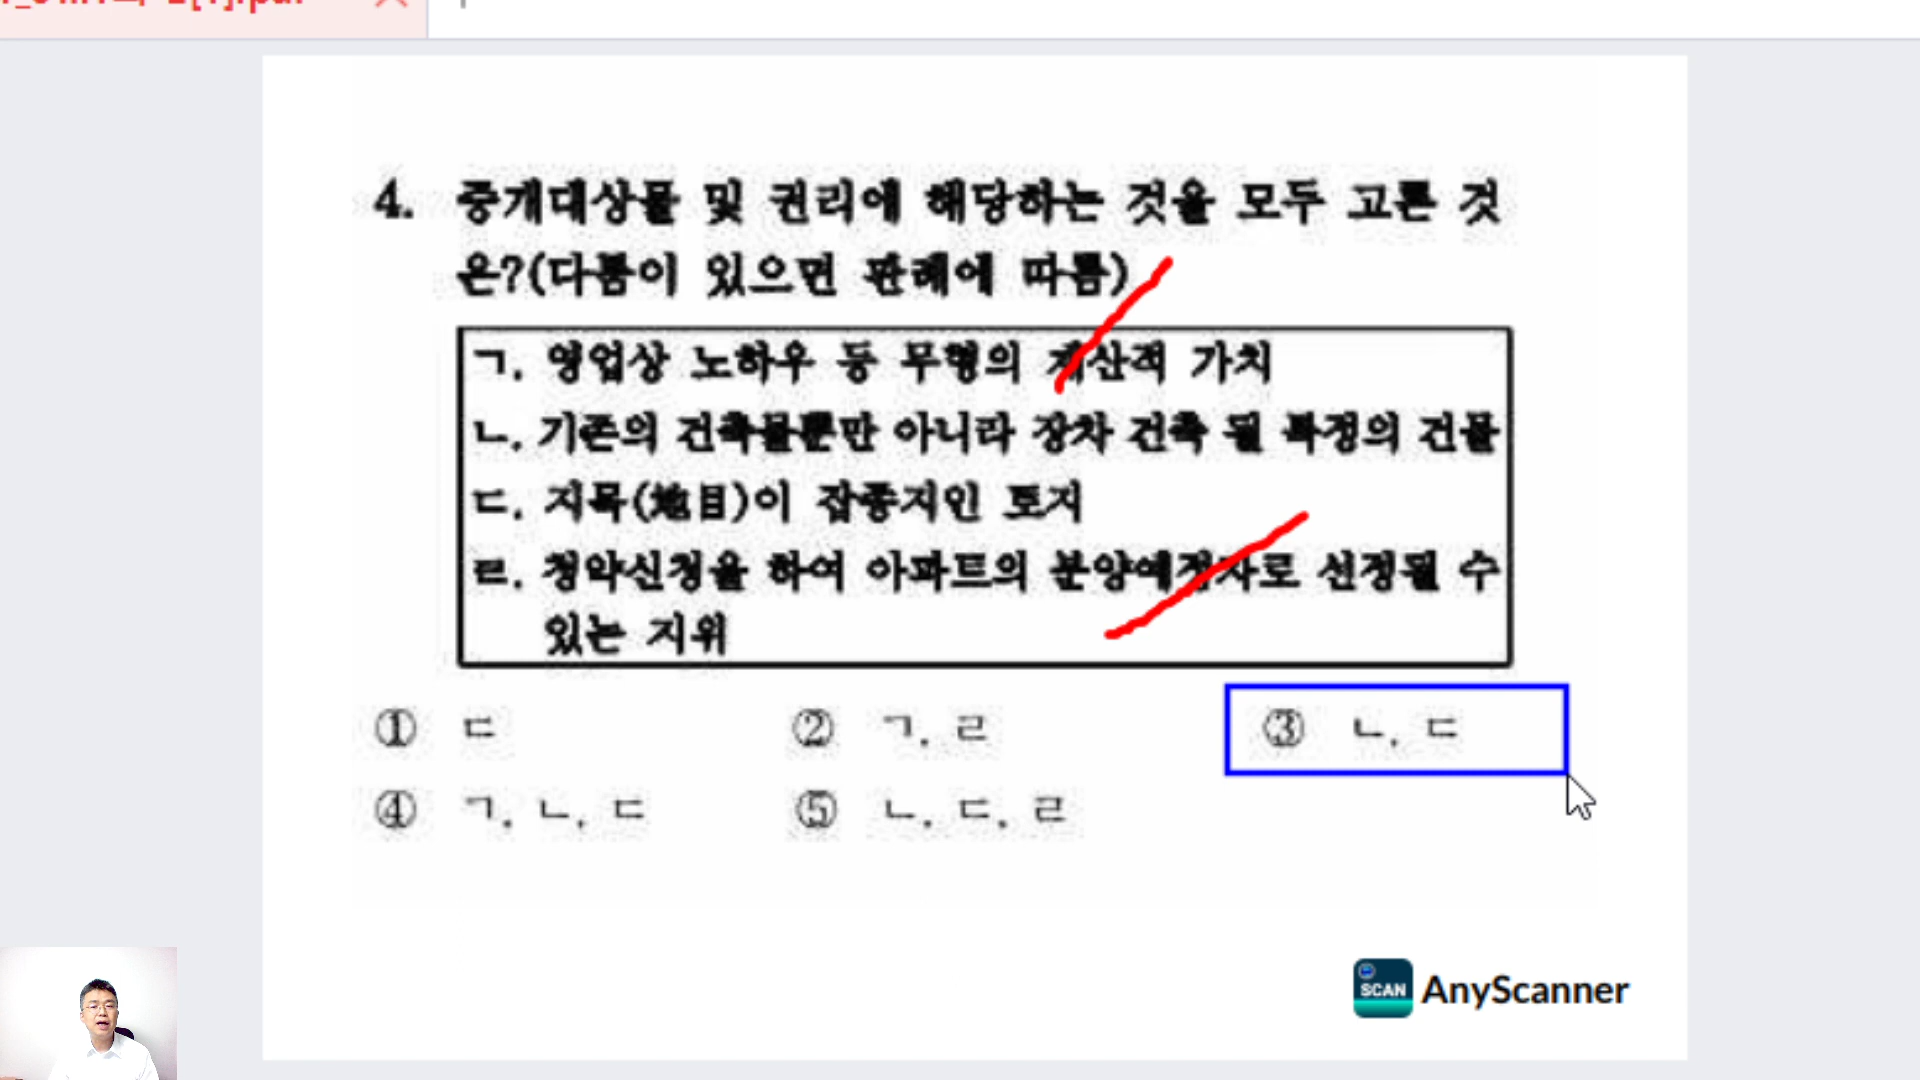 4. 중개대상물 및 권리에 해당하는 것을 모두 고른 것
은?(다툼이 있으면 판례에 따름)
ㄱ. 영업상 노하우 등 무형의 재산적 가치
ㄴ. 기존의 건축물뿐만 아니라 장차 건축 될 특정의 건물
ㄷ. 지목(地目)이 잡종지인 토지
ㄹ. 청약신청을 하여 아파트의 분양예정자로 선정될 수
있는 지위
① ㄷ ② ㄱ, ㄹ ③ ㄴ, ㄷ
④ ㄱ, ㄴ, ㄷ ⑤ ㄴ, ㄷ, ㄹ
SCAN AnyScanner